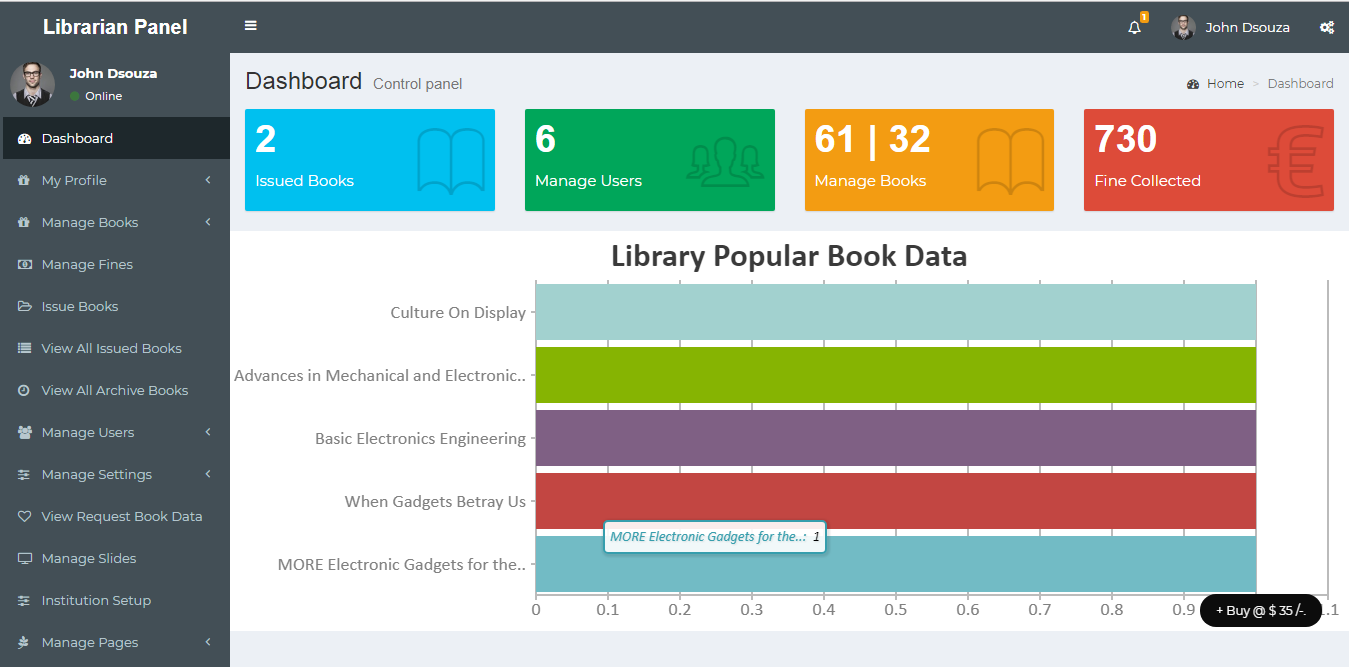 Librarian Panel
1
John Dsouza
John Dsouza
Online
Dashboard
My Profile
Manage Books
Manage Fines
Issue Books
View All Issued Books
View All Archive Books
Manage Users
Manage Settings
View Request Book Data
Manage Slides
Institution Setup
Manage Pages
Dashboard Control panel
Home > Dashboard
2
Issued Books
6
Manage Users
61 | 32
Manage Books
730
Fine Collected
Library Popular Book Data
Culture On Display
Advances in Mechanical and Electronic..
Basic Electronics Engineering
When Gadgets Betray Us
MORE Electronic Gadgets for the..: 1
MORE Electronic Gadgets for the..
0 0.1 0.2 0.3 0.4 0.5 0.6 0.7 0.8 0.9 .1
+ Buy @ $ 35 /-.